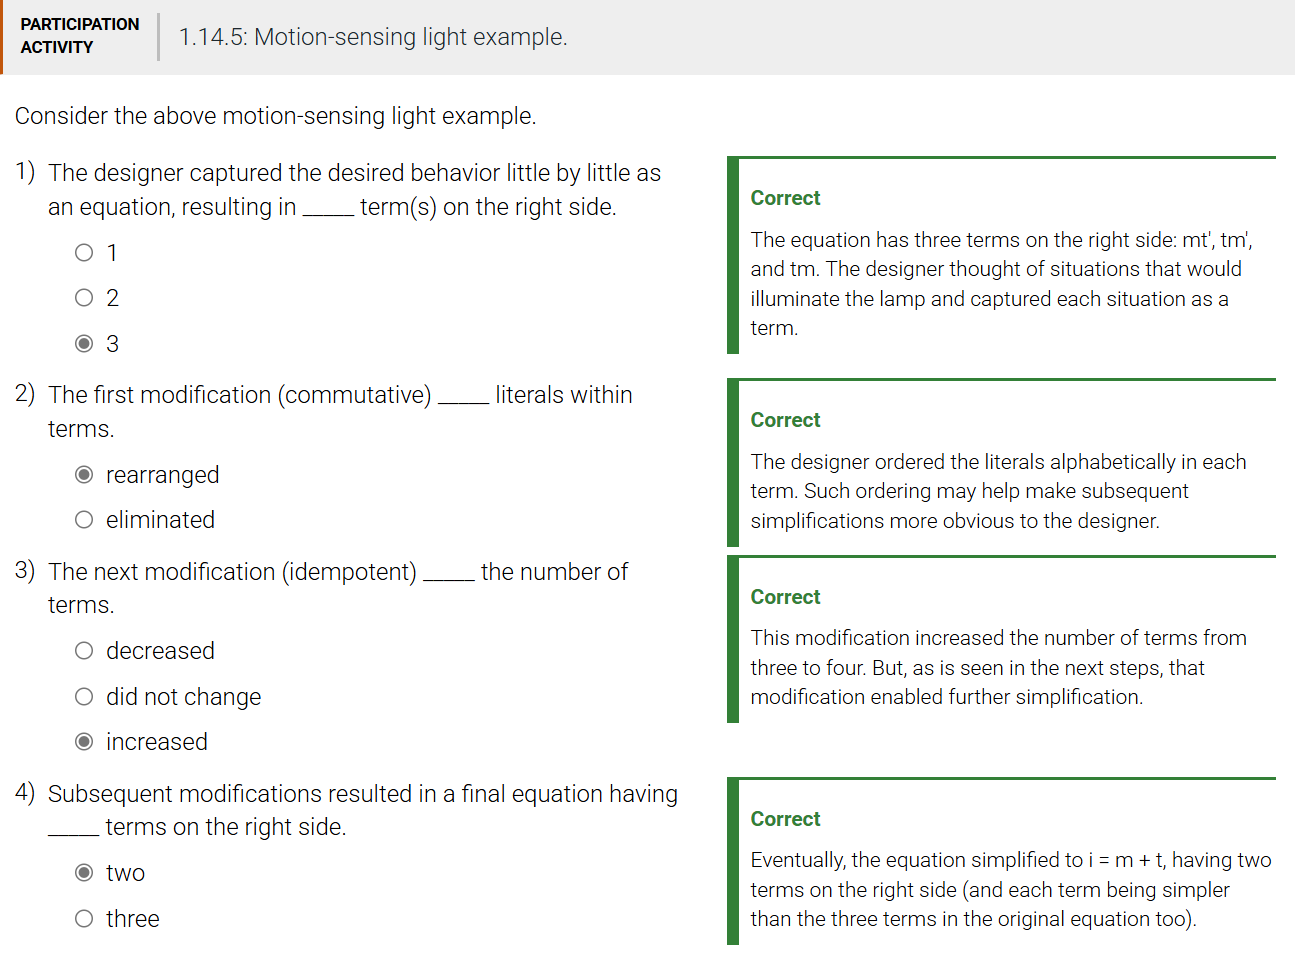 PARTICIPATION
ACTIVITY
1.14.5: Motion-sensing light example.
Consider the above motion-sensing light example.
1) The designer captured the desired behavior little by little as
an equation, resulting in _____ term(s) on the right side.
1
2
3
Correct
The equation has three terms on the right side: mt', tm',
and tm. The designer thought of situations that would
illuminate the lamp and captured each situation as a
term.
2) The first modification (commutative) _____ literals within
terms.
rearranged
eliminated
Correct
The designer ordered the literals alphabetically in each
term. Such ordering may help make subsequent
simplifications more obvious to the designer.
3) The next modification (idempotent) _____ the number of
terms.
decreased
did not change
increased
Correct
This modification increased the number of terms from
three to four. But, as is seen in the next steps, that
modification enabled further simplification.
4) Subsequent modifications resulted in a final equation having
_____ terms on the right side.
two
three
Correct
Eventually, the equation simplified to i = m + t, having two
terms on the right side (and each term being simpler
than the three terms in the original equation too).